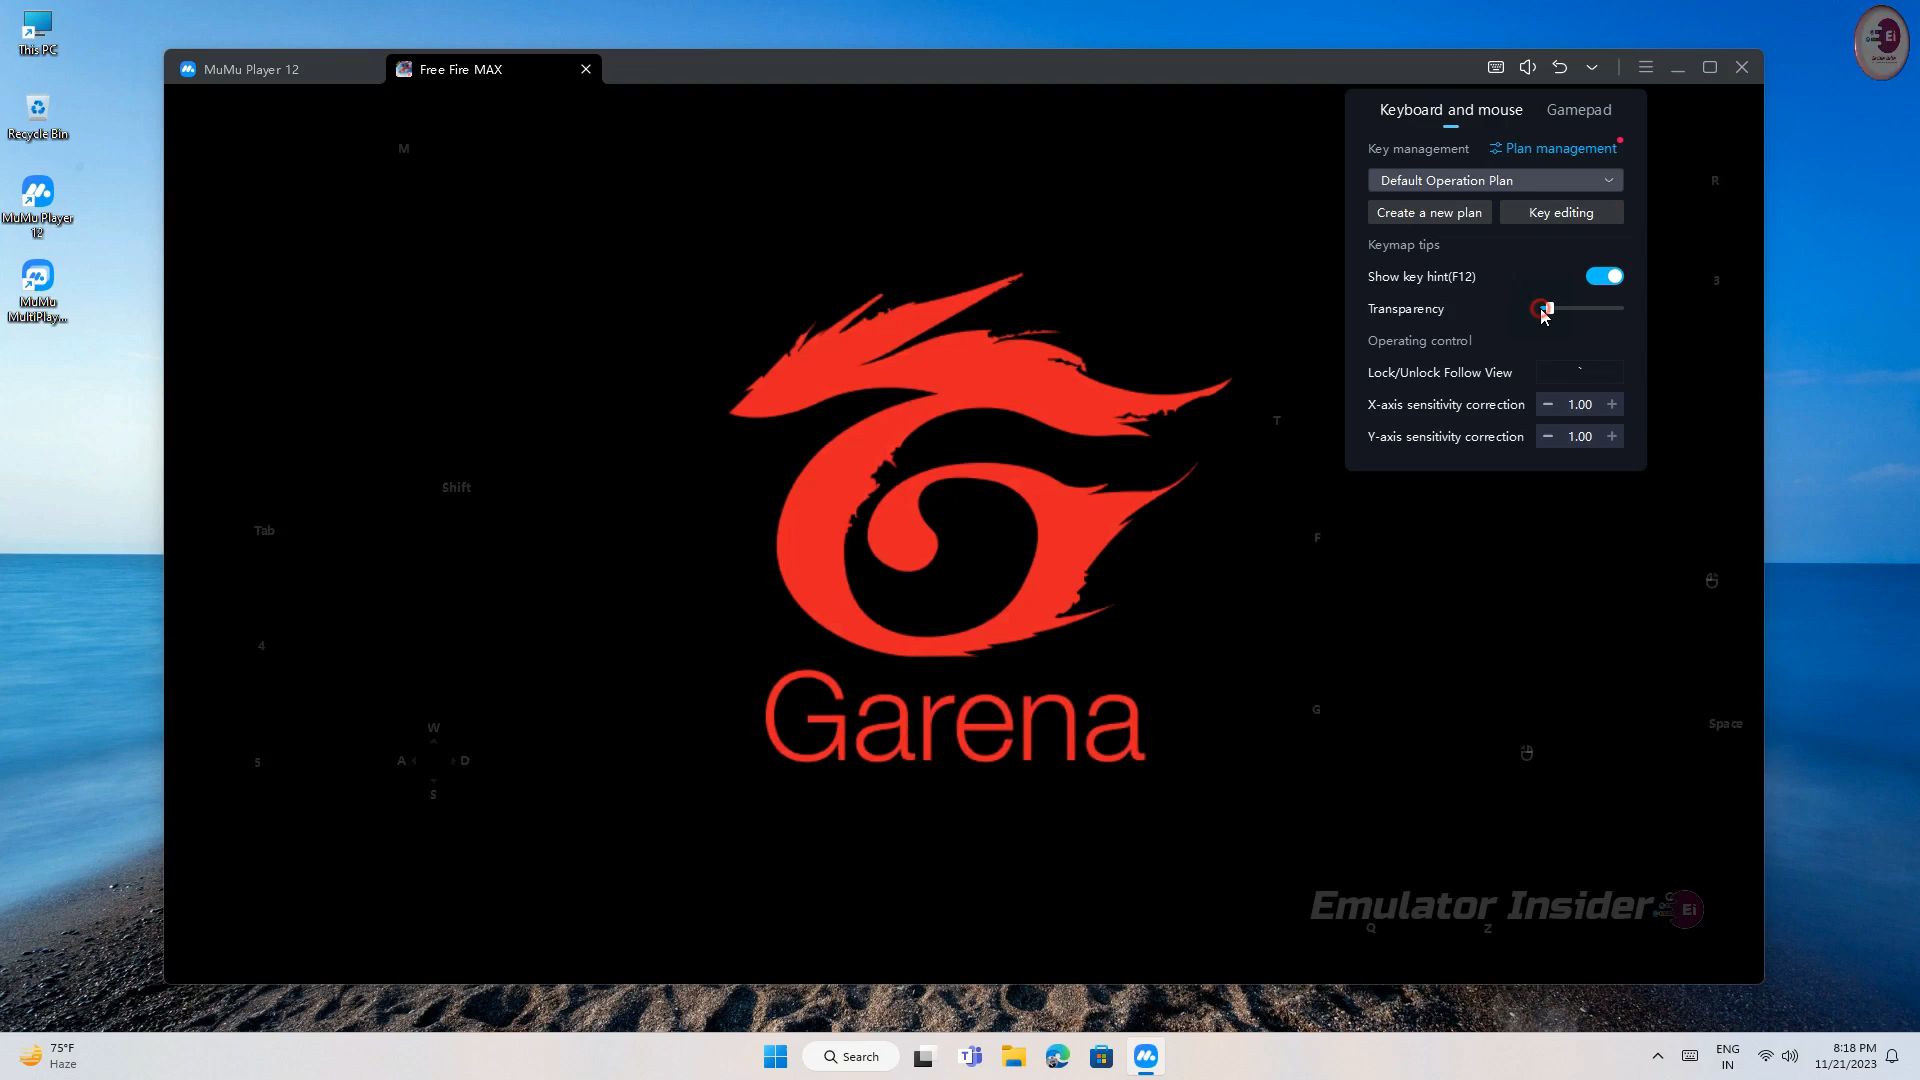 This PC
Recycle Bin
MuMu Player
12
MuMu
MultiPlay...
MuMu Player 12
Free Fire MAX
Keyboard and mouse
Gamepad
Key management
Plan management
Default Operation Plan
Create a new plan
Key editing
Keymap tips
Show key hint(F12)
Transparency
Operating control
Lock/Unlock Follow View
`
X-axis sensitivity correction
1.00
Y-axis sensitivity correction
1.00
M
R
3
T
Shift
Tab
F
4
G
Space
W
A
D
S
5
Garena
Emulator Insider
Ei
Q
Z
Ei
75°F
Haze
Search
ENG
IN
8:18 PM
11/21/2023